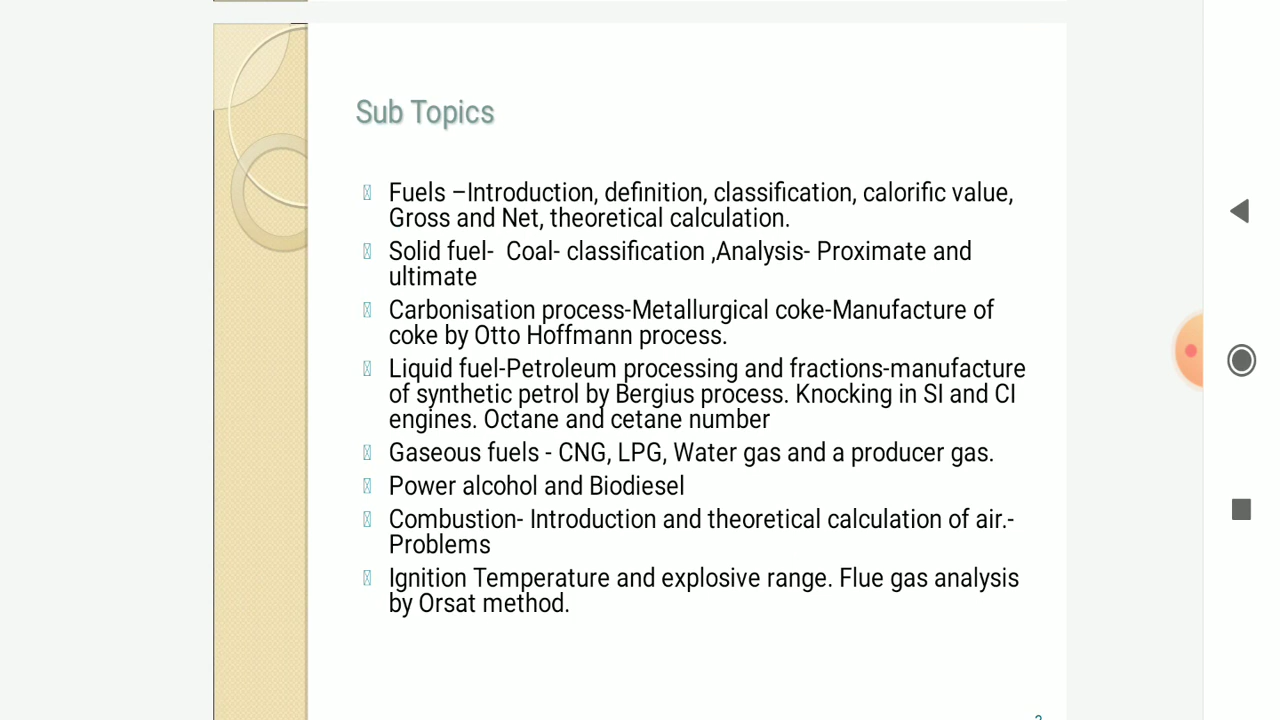 Sub Topics
Fuels –Introduction, definition, classification, calorific value,
Gross and Net, theoretical calculation.
Solid fuel-  Coal- classification ,Analysis- Proximate and
ultimate
Carbonisation process-Metallurgical coke-Manufacture of
coke by Otto Hoffmann process.
Liquid fuel-Petroleum processing and fractions-manufacture
of synthetic petrol by Bergius process. Knocking in SI and CI
engines. Octane and cetane number
Gaseous fuels - CNG, LPG, Water gas and a producer gas.
Power alcohol and Biodiesel
Combustion- Introduction and theoretical calculation of air.-
Problems
Ignition Temperature and explosive range. Flue gas analysis
by Orsat method.